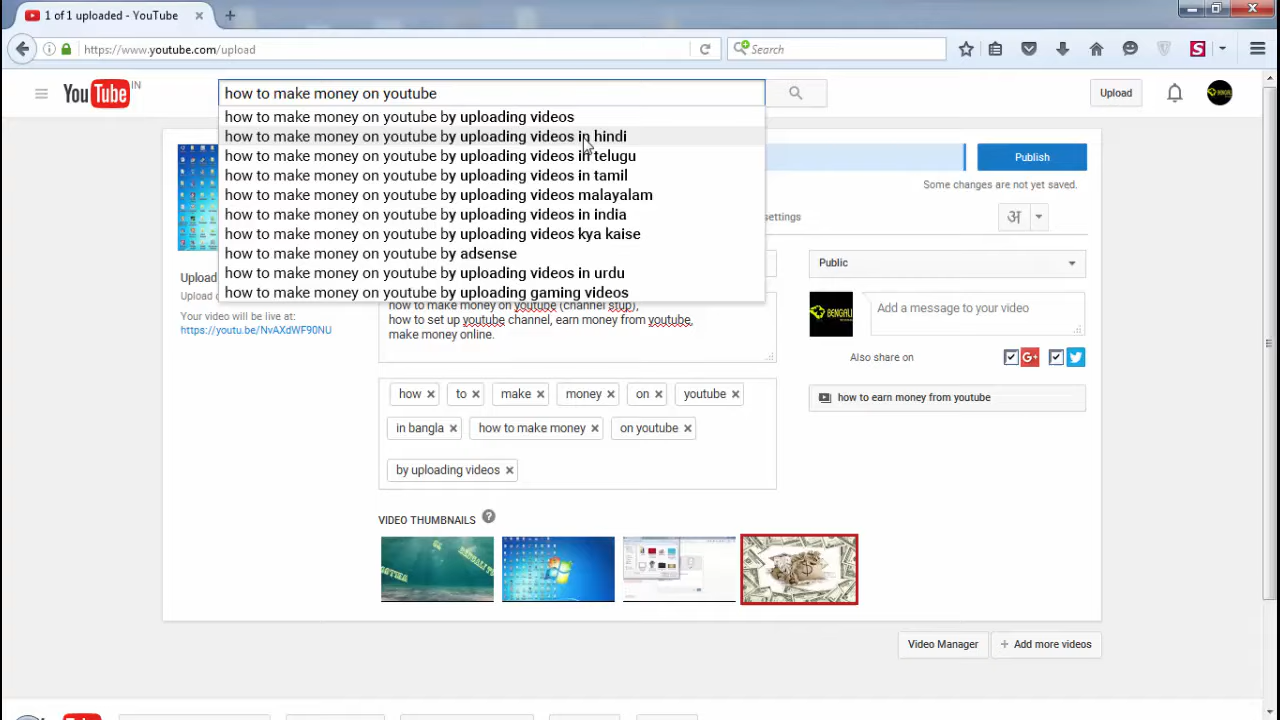 1 of 1 uploaded - YouTube
https://www.youtube.com/upload
Search
YouTube IN
how to make money on youtube
Upload
how to make money on youtube by uploading videos
how to make money on youtube by uploading videos in hindi
how to make money on youtube by uploading videos in telugu
how to make money on youtube by uploading videos in tamil
how to make money on youtube by uploading videos malayalam
how to make money on youtube by uploading videos in india
how to make money on youtube by uploading videos kya kaise
how to make money on youtube by adsense
how to make money on youtube by uploading videos in urdu
how to make money on youtube by uploading gaming videos
Publish
Some changes are not yet saved.
settings
अ
Public
BENGALI
Add a message to your video
Also share on
G+
how to earn money from youtube
Upload
Your video will be live at:
https://youtu.be/NvAXdWF90NU
how to make money on youtube (channel stup),
how to set up youtube channel, earn money from youtube,
make money online.
how to make money on youtube
in bangla how to make money on youtube
by uploading videos
VIDEO THUMBNAILS
Video Manager
+ Add more videos